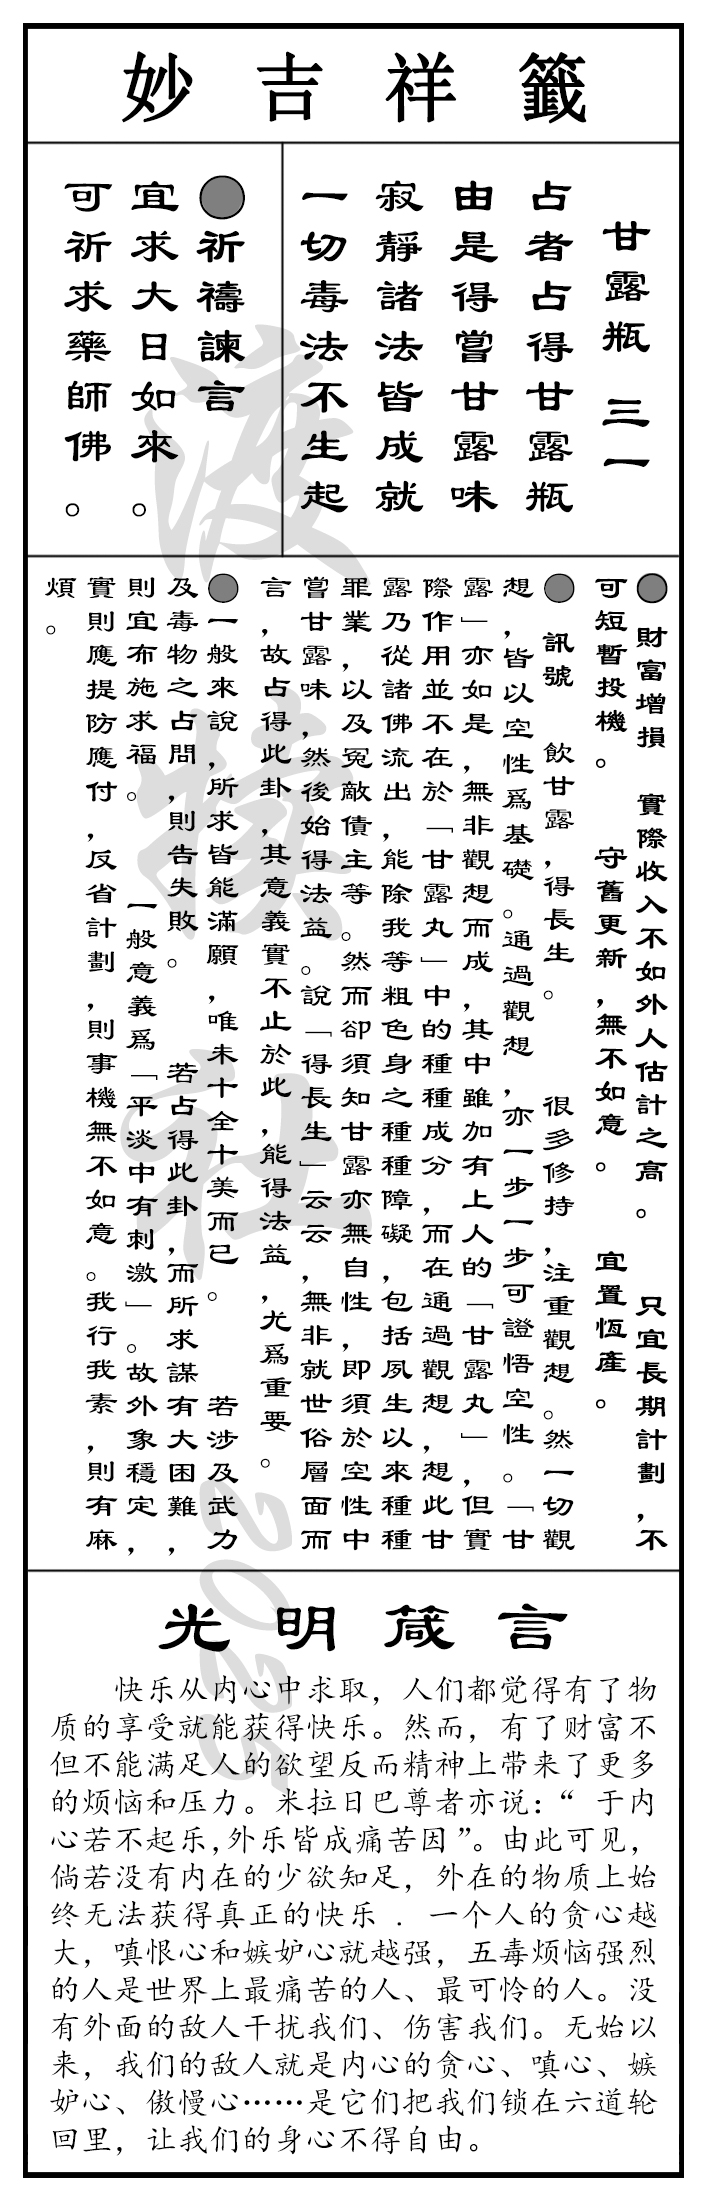 妙吉祥籤
甘露瓶 三一
占者占得甘露瓶
由是得嘗甘露味
寂靜諸法皆成就
一切毒法不生起
●祈禱諫言
宜求大日如來。
可祈求藥師佛。
● 財富增損 實際收入不如外人估計之高。 只宜長期計劃,不
可短暫投機。 守舊更新,無不如意。 宜置恆產。
● 訊號 飲甘露,得長生。 很多修持,注重觀想。然一切觀
想,皆以空性爲基礎。通過觀想,亦一步一步可證悟空性。「甘
露」亦如是,無非觀想而成,其中雖加有上人的「甘露丸」,但實
際作用並不在於「甘露丸」中的種種成分,而在通過觀想,想此甘
露乃從諸佛流出,能除我等粗色身之種種障礙,包括夙生以來種種
罪業,以及冤敵債主等。然而卻須知甘露亦無自性,即須於空性中
嘗甘露味,然後始得法益。說「得長生」云云,無非就世俗層面而
言,故占得此卦,其意義實不止於此,能得法益,尤爲重要。
●一般來說,所求皆能滿願,唯未十全十美而已。 若涉及武力
及毒物之占問,則告失敗。 若占得此卦,而所求謀有大困難,
則宜布施求福。 一般意義爲「平淡中有刺激」。故外象穩定,
實則應提防應付,反省計劃,則事機無不如意。我行我素,則有麻
煩。
光明箴言
快乐从内心中求取，人们都觉得有了物
质的享受就能获得快乐。然而，有了财富不
但不能满足人的欲望反而精神上带来了更多
的烦恼和压力。米拉日巴尊者亦说：“ 于内
心若不起乐,外乐皆成痛苦因”。由此可见，
倘若没有内在的少欲知足，外在的物质上始
终无法获得真正的快乐 . 一个人的贪心越
大，嗔恨心和嫉妒心就越强，五毒烦恼强烈
的人是世界上最痛苦的人、最可怜的人。没
有外面的敌人干扰我们、伤害我们。无始以
来，我们的敌人就是内心的贪心、嗔心、嫉
妒心、傲慢心……是它们把我们锁在六道轮
回里，让我们的身心不得自由。
渡
社